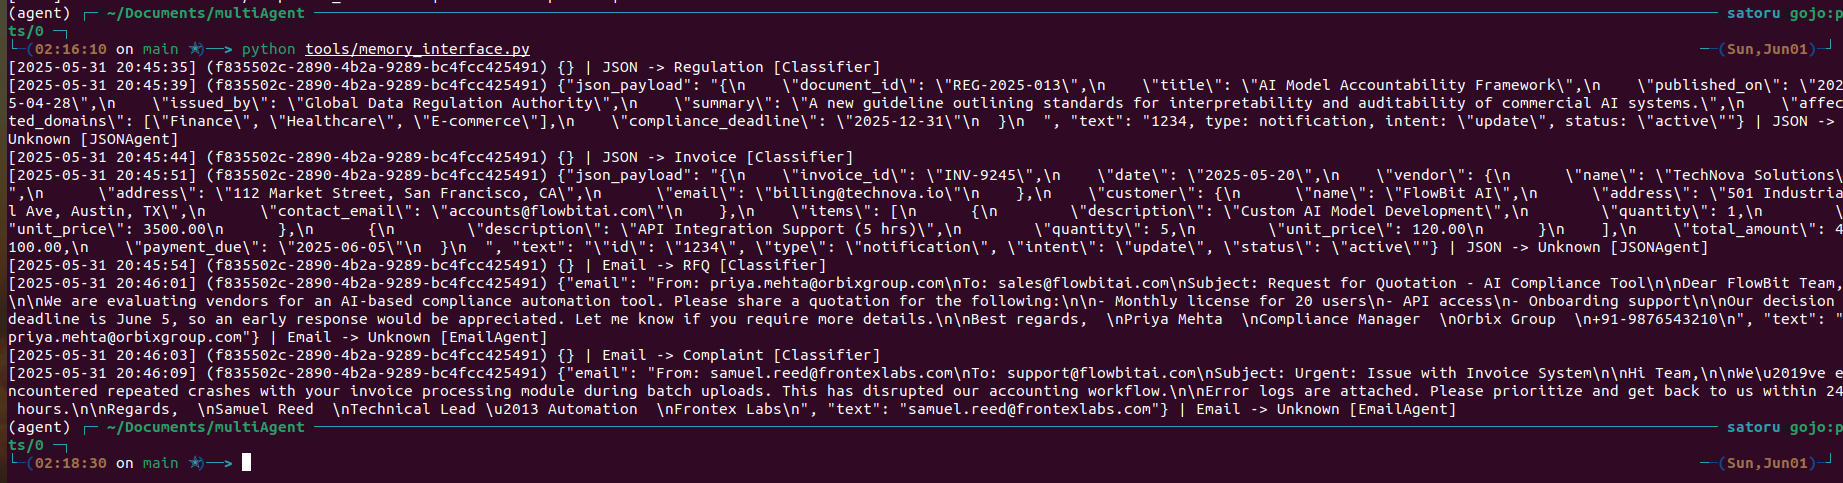 (agent) ┌─ ~/Documents/multiAgent ─ satoru gojo:p
ts/0 ─┐
└─(02:16:10 on main ✭)──> python tools/memory_interface.py ─(Sun,Jun01)─┘
[2025-05-31 20:45:35] (f835502c-2890-4b2a-9289-bc4fcc425491) {} | JSON -> Regulation [Classifier]
[2025-05-31 20:45:39] (f835502c-2890-4b2a-9289-bc4fcc425491) {"json_payload": "{\n    \"document_id\": \"REG-2025-013\",\n    \"title\": \"AI Model Accountability Framework\",\n    \"published_on\": \"202
5-04-28\",\n    \"issued_by\": \"Global Data Regulation Authority\",\n    \"summary\": \"A new guideline outlining standards for interpretability and auditability of commercial AI systems.\",\n    \"affec
ted_domains\": [\"Finance\", \"Healthcare\", \"E-commerce\"],\n    \"compliance_deadline\": \"2025-12-31\"\n  }\n  ", "text": "1234, type: notification, intent: \"update\", status: \"active\""} | JSON ->
Unknown [JSONAgent]
[2025-05-31 20:45:44] (f835502c-2890-4b2a-9289-bc4fcc425491) {} | JSON -> Invoice [Classifier]
[2025-05-31 20:45:51] (f835502c-2890-4b2a-9289-bc4fcc425491) {"json_payload": "{\n    \"invoice_id\": \"INV-9245\",\n    \"date\": \"2025-05-20\",\n    \"vendor\": {\n      \"name\": \"TechNova Solutions\
",\n      \"address\": \"112 Market Street, San Francisco, CA\",\n      \"email\": \"billing@technova.io\"\n    },\n    \"customer\": {\n      \"name\": \"FlowBit AI\",\n      \"address\": \"501 Industria
l Ave, Austin, TX\",\n      \"contact_email\": \"accounts@flowbitai.com\"\n    },\n    \"items\": [\n      {\n        \"description\": \"Custom AI Model Development\",\n        \"quantity\": 1,\n        \
"unit_price\": 3500.00\n      },\n      {\n        \"description\": \"API Integration Support (5 hrs)\",\n        \"quantity\": 5,\n        \"unit_price\": 120.00\n      }\n    ],\n    \"total_amount\": 4
100.00,\n    \"payment_due\": \"2025-06-05\"\n  }\n  ", "text": "\"id\": \"1234\", \"type\": \"notification\", \"intent\": \"update\", \"status\": \"active\""} | JSON -> Unknown [JSONAgent]
[2025-05-31 20:45:54] (f835502c-2890-4b2a-9289-bc4fcc425491) {} | Email -> RFQ [Classifier]
[2025-05-31 20:46:01] (f835502c-2890-4b2a-9289-bc4fcc425491) {"email": "From: priya.mehta@orbixgroup.com\nTo: sales@flowbitai.com\nSubject: Request for Quotation - AI Compliance Tool\n\nDear FlowBit Team,
\n\nWe are evaluating vendors for an AI-based compliance automation tool. Please share a quotation for the following:\n\n- Monthly license for 20 users\n- API access\n- Onboarding support\n\nOur decision
deadline is June 5, so an early response would be appreciated. Let me know if you require more details.\n\nBest regards,  \nPriya Mehta  \nCompliance Manager  \nOrbix Group  \n+91-9876543210\n", "text": "
priya.mehta@orbixgroup.com"} | Email -> Unknown [EmailAgent]
[2025-05-31 20:46:03] (f835502c-2890-4b2a-9289-bc4fcc425491) {} | Email -> Complaint [Classifier]
[2025-05-31 20:46:09] (f835502c-2890-4b2a-9289-bc4fcc425491) {"email": "From: samuel.reed@frontexlabs.com\nTo: support@flowbitai.com\nSubject: Urgent: Issue with Invoice System\n\nHi Team,\n\nWe\u2019ve e
ncountered repeated crashes with your invoice processing module during batch uploads. This has disrupted our accounting workflow.\n\nError logs are attached. Please prioritize and get back to us within 24
 hours.\n\nRegards,  \nSamuel Reed  \nTechnical Lead \u2013 Automation  \nFrontex Labs\n", "text": "samuel.reed@frontexlabs.com"} | Email -> Unknown [EmailAgent]
(agent) ┌─ ~/Documents/multiAgent ─ satoru gojo:p
ts/0 ─┐
└─(02:18:30 on main ✭)──> ─(Sun,Jun01)─┘